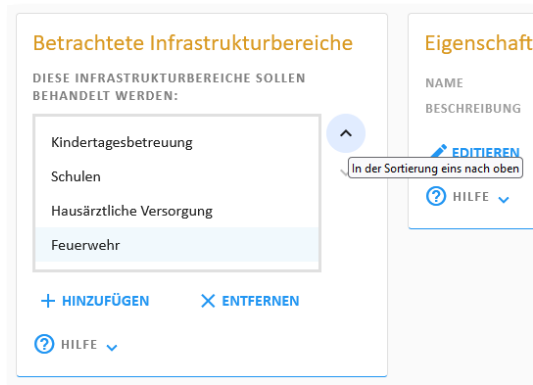 Betrachtete Infrastrukturbereiche
DIESE INFRASTRUKTURBEREICHE SOLLEN
BEHANDELT WERDEN:
Kindertagesbetreuung
Schulen
Hausärztliche Versorgung
Feuerwehr
In der Sortierung eins nach oben
+ HINZUFÜGEN
ENTFERNEN
HILFE
Eigenschaft
NAME
BESCHREIBUNG
EDITIEREN
HILFE